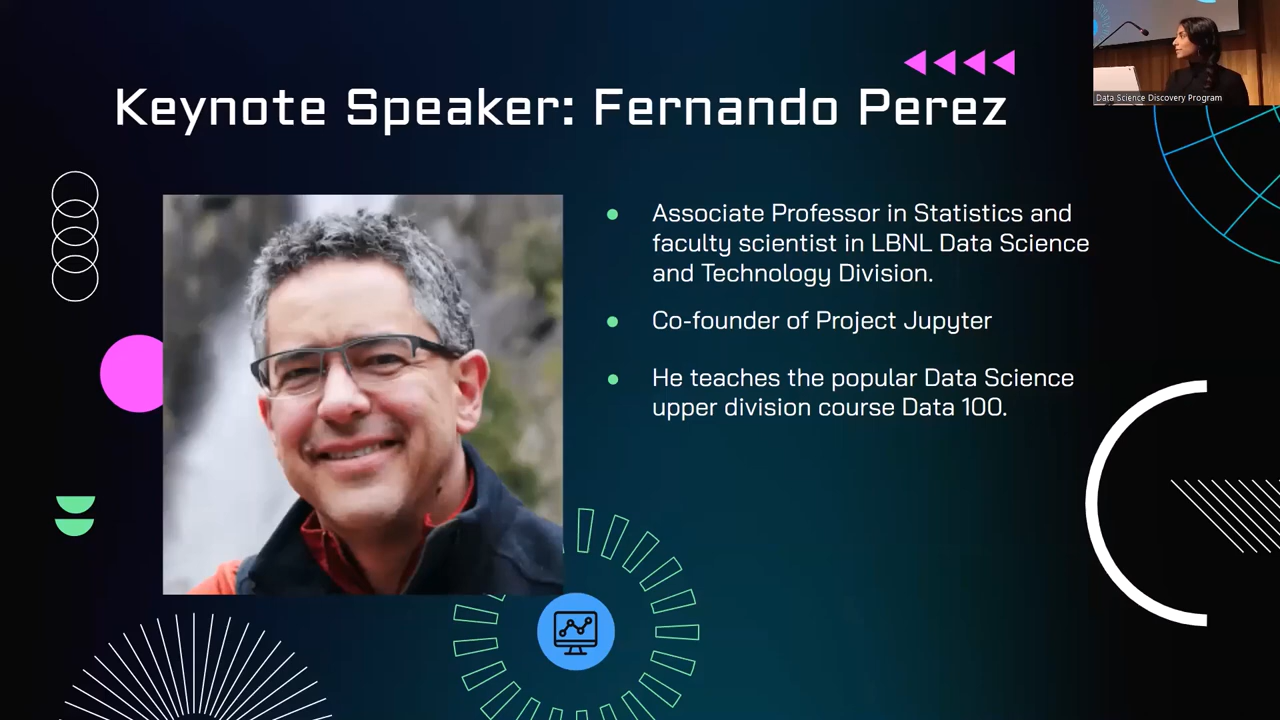 Keynote Speaker: Fernando Perez
Data Science Discovery Program
Associate Professor in Statistics and
faculty scientist in LBNL Data Science
and Technology Division.
Co-founder of Project Jupyter
He teaches the popular Data Science
upper division course Data 100.